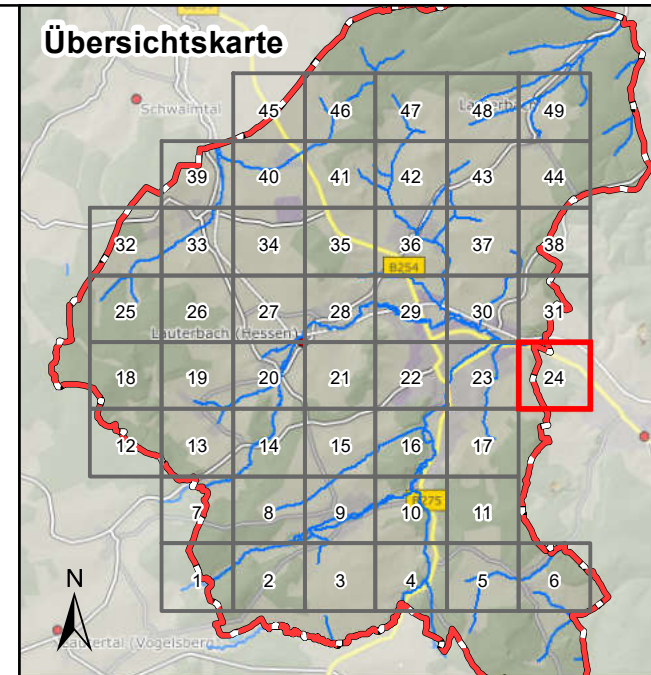 Übersichtskarte
Schwalmtal
45 46 47 48 49
Lauterbach
39 40 41 42 43 44
32 33 34 35 36 37 38
B254
25 26 27 28 29 30 31
Lauterbach (Hessen)
18 19 20 21 22 23 24
12 13 14 15 16 17
7 8 9 10 11
B275
N
1 2 3 4 5 6
Lautertal (Vogelsberg)